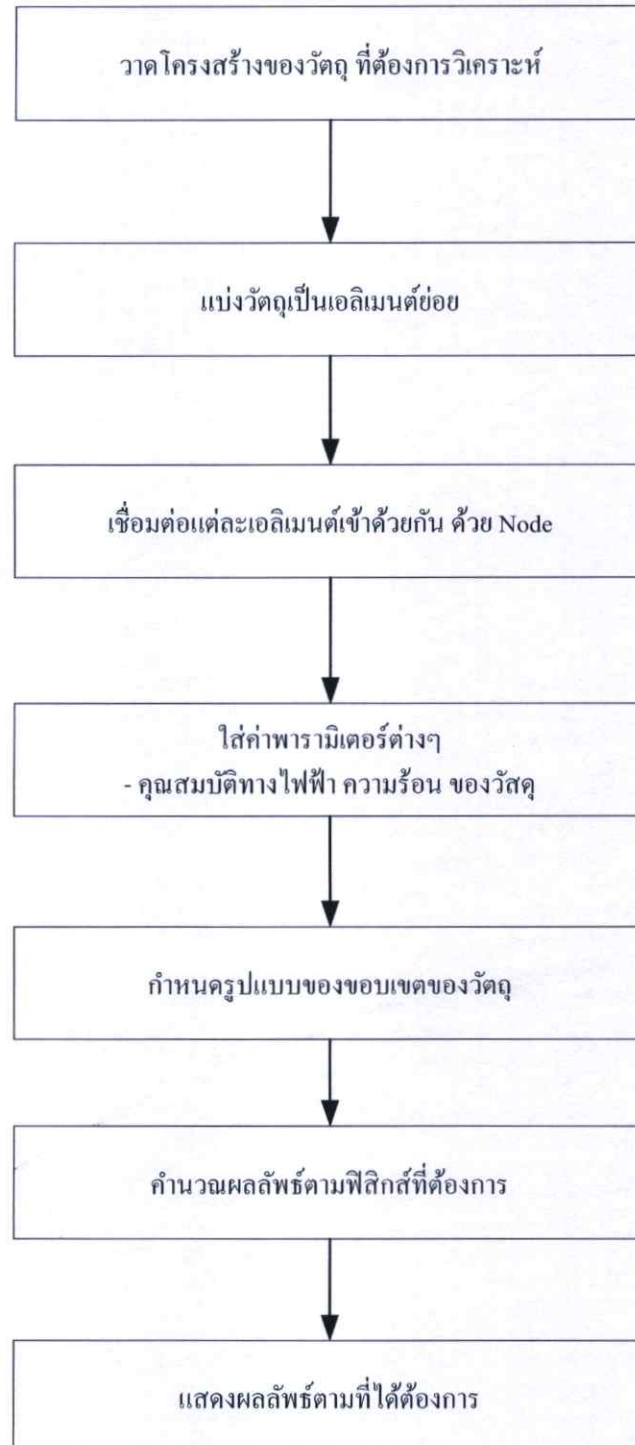 วาดโครงสร้างของวัตถุ ที่ต้องการวิเคราะห์
แบ่งวัตถุเป็นเอลิเมนต์ย่อย
เชื่อมต่อแต่ละเอลิเมนต์เข้าด้วยกัน ด้วย Node
ใส่ค่าพารามิเตอร์ต่างๆ
- คุณสมบัติทางไฟฟ้า ความร้อน ของวัสดุ
กำหนดรูปแบบของขอบเขตของวัตถุ
คำนวณผลลัพธ์ตามฟิสิกส์ที่ต้องการ
แสดงผลลัพธ์ตามที่ได้ต้องการ